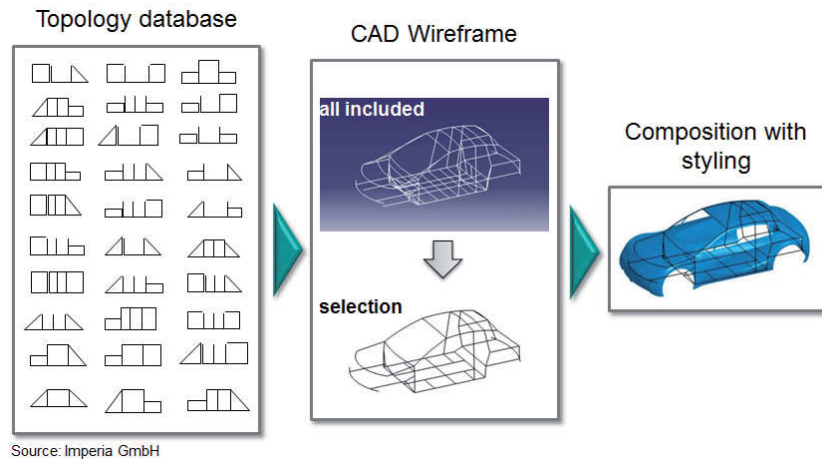 Topology database
CAD Wireframe
all included
selection
Composition with
styling
Source: Imperia GmbH